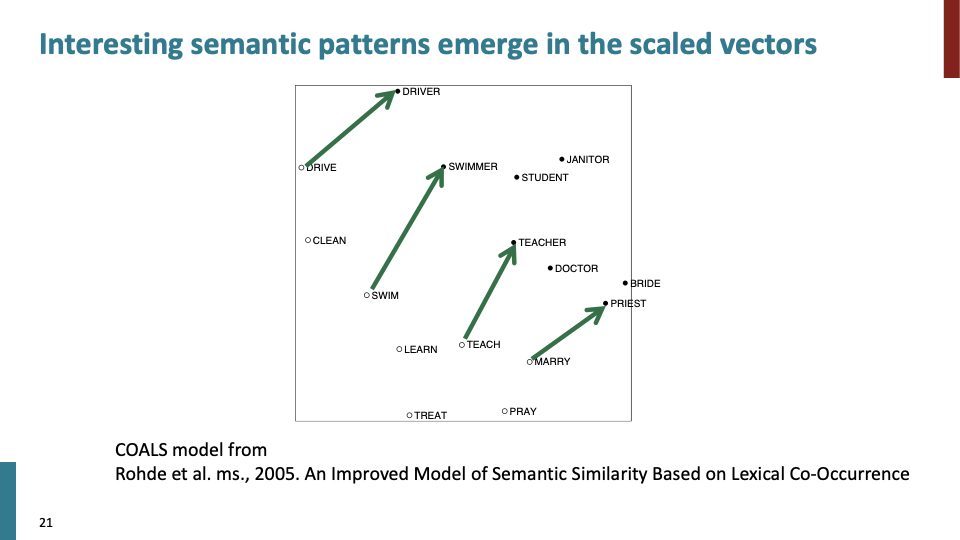 Interesting semantic patterns emerge in the scaled vectors
DRIVER
JANITOR
DRIVE
SWIMMER
STUDENT
CLEAN
TEACHER
DOCTOR
BRIDE
SWIM
PRIEST
LEARN
TEACH
MARRY
TREAT
PRAY
COALS model from
Rohde et al. ms., 2005. An Improved Model of Semantic Similarity Based on Lexical Co-Occurrence
21